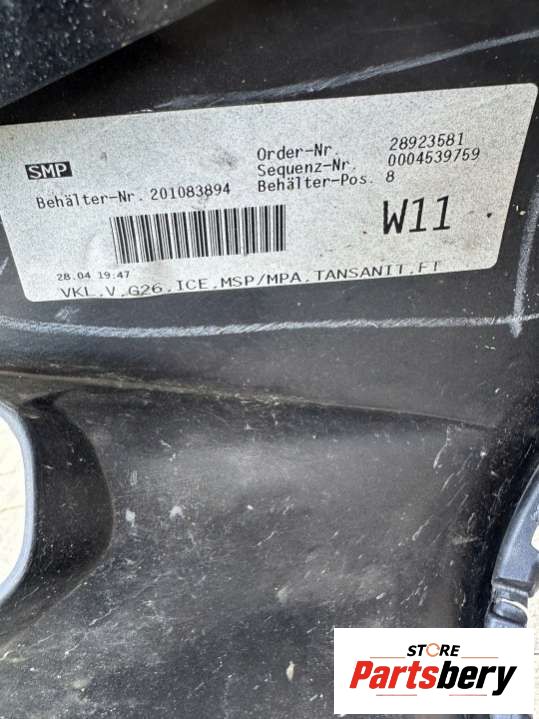 SMP
Order-Nr. 28923581
Sequenz-Nr. 0004539759
Behälter-Nr. 201083894 Behälter-Pos. 8
W11
28.04 19:47
VKL.V.G26.ICE.MSP/MPA.TANSANIT.FT
STORE
Partsbery